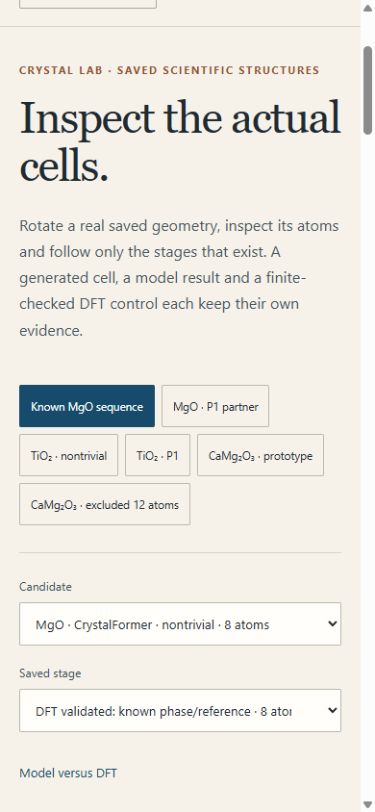 CRYSTAL LAB · SAVED SCIENTIFIC STRUCTURES
Inspect the actual
cells.
Rotate a real saved geometry, inspect its atoms
and follow only the stages that exist. A
generated cell, a model result and a finite-
checked DFT control each keep their own
evidence.
Known MgO sequence
MgO · P1 partner
TiO₂ · nontrivial
TiO₂ · P1
CaMg₂O₃ · prototype
CaMg₂O₃ · excluded 12 atoms
Candidate
MgO · CrystalFormer · nontrivial · 8 atoms
Saved stage
DFT validated: known phase/reference · 8
Model versus DFT